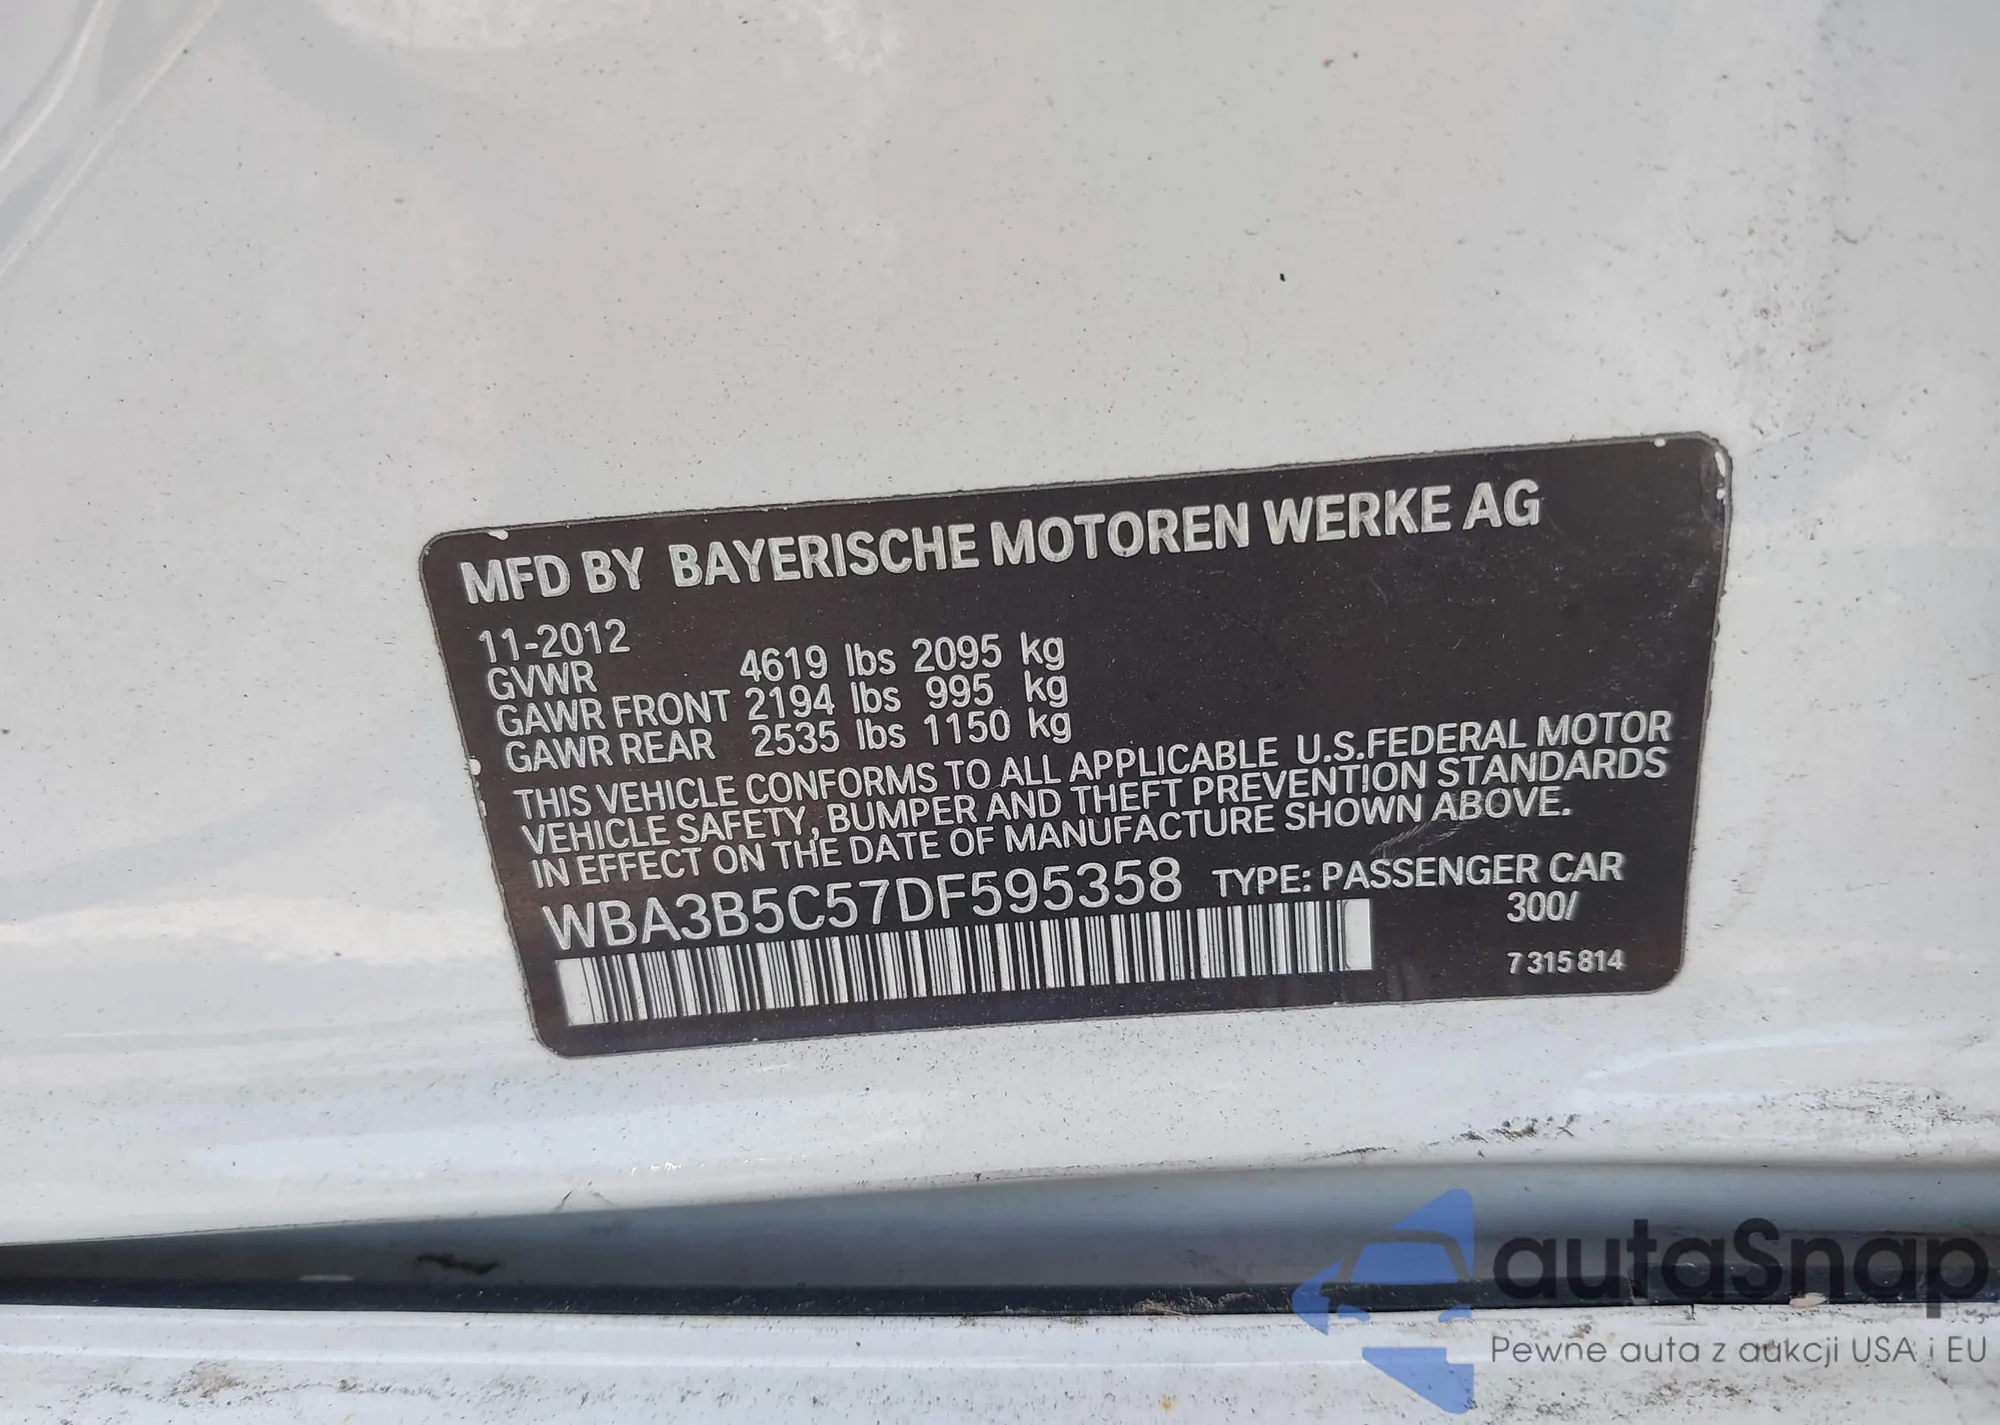 MFD BY BAYERISCHE MOTOREN WERKE AG
11-2012
GVWR 4619 lbs 2095 kg
GAWR FRONT 2194 lbs 995 kg
GAWR REAR 2535 lbs 1150 kg
THIS VEHICLE CONFORMS TO ALL APPLICABLE U.S.FEDERAL MOTOR
VEHICLE SAFETY, BUMPER AND THEFT PREVENTION STANDARDS
IN EFFECT ON THE DATE OF MANUFACTURE SHOWN ABOVE.
WBA3B5C57DF595358 TYPE: PASSENGER CAR
300/
7 315 814
autaSnap
Pewne auta z aukcji USA i EU